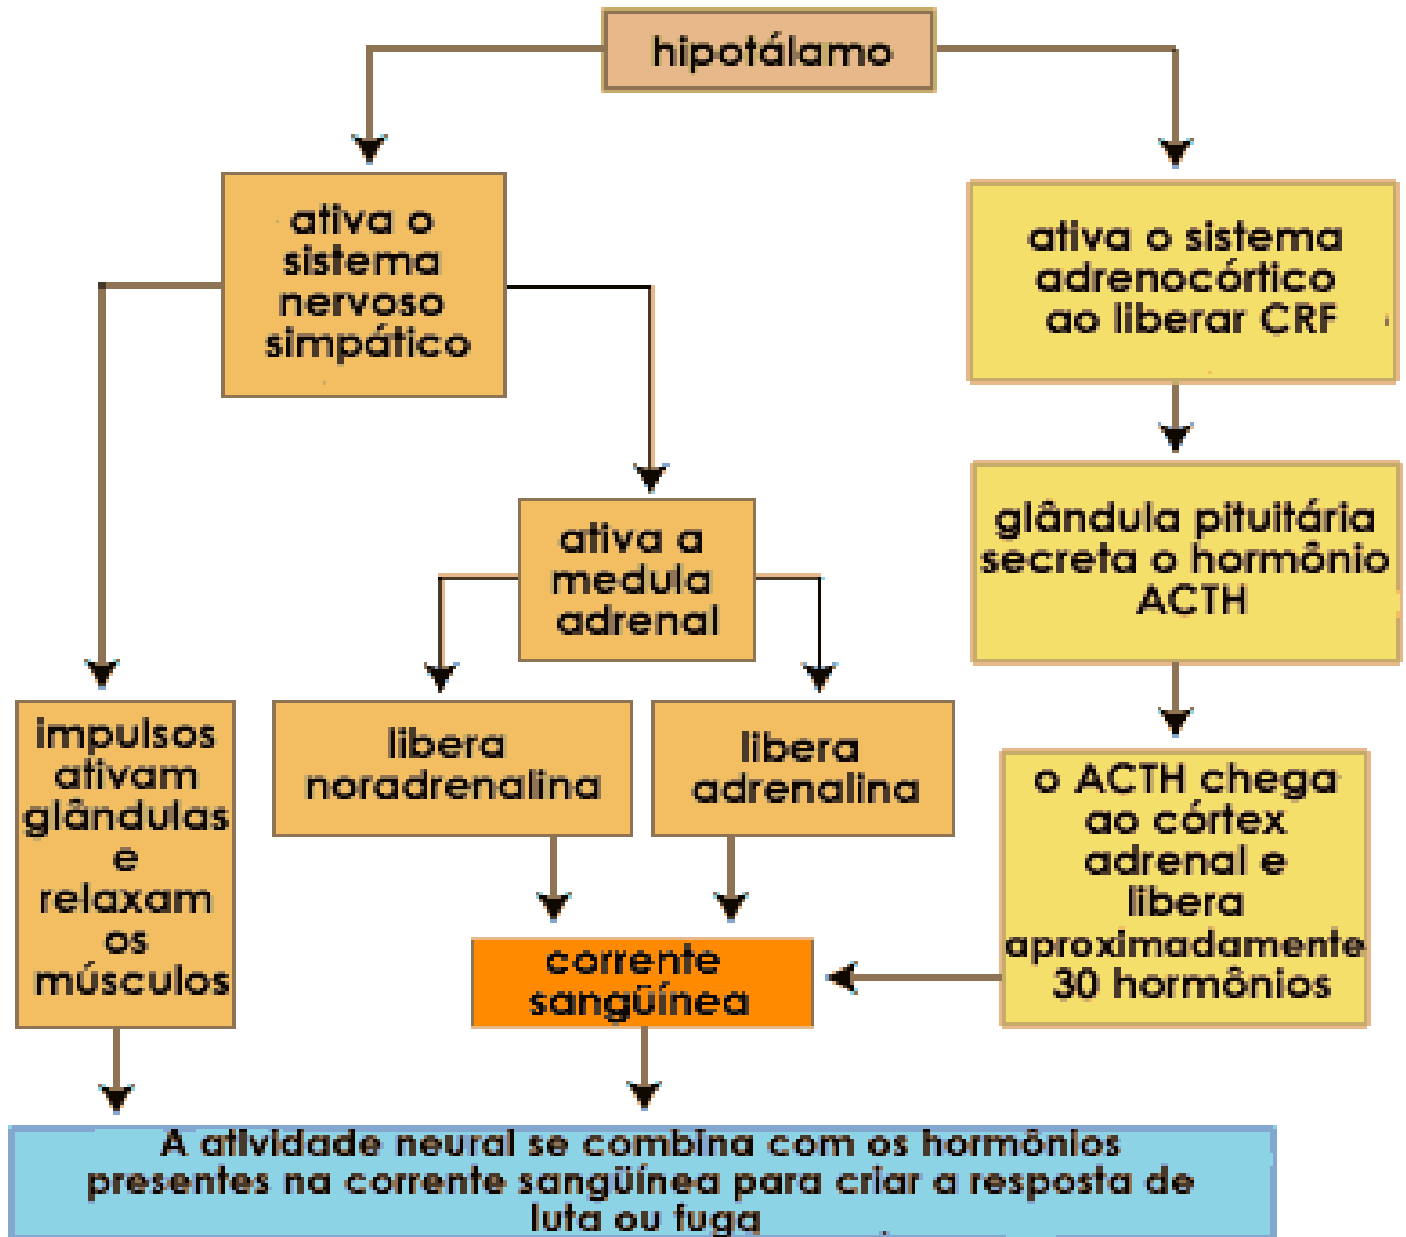 hipotálamo
ativa o
sistema
nervoso
simpático
ativa o sistema
adrenocórtico
ao liberar CRF
ativa a
medula
adrenal
glândula pituitária
secreta o hormônio
ACTH
impulsos
ativam
glândulas
e
relaxam
os
músculos
libera
noradrenalina
libera
adrenalina
o ACTH chega
ao córtex
adrenal e
libera
aproximadamente
30 hormônios
corrente
sangüínea
A atividade neural se combina com os hormônios
presentes na corrente sangüínea para criar a resposta de
luta ou fuga